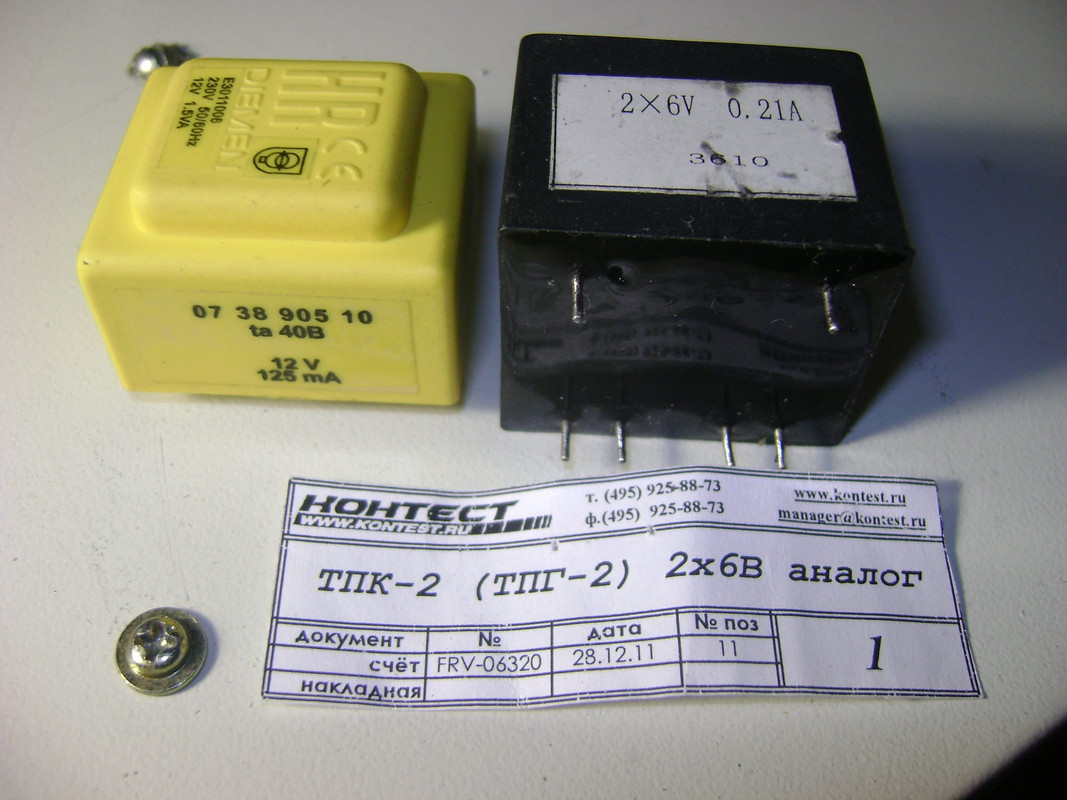 HR CE
DIEMEN
E3011006
230V 50/60Hz
12V 1.5VA
07 38 905 10
ta 40B
12 V
125 mA
2×6V 0.21A
3610
КОНТЕСТ
WWW.KONTEST.RU
т. (495) 925-88-73
ф.(495) 925-88-73
www.kontest.ru
manager@kontest.ru
ТПК-2 (ТПГ-2) 2x6В аналог
документ № дата № поз
счёт FRV-06320 28.12.11 11 1
накладная